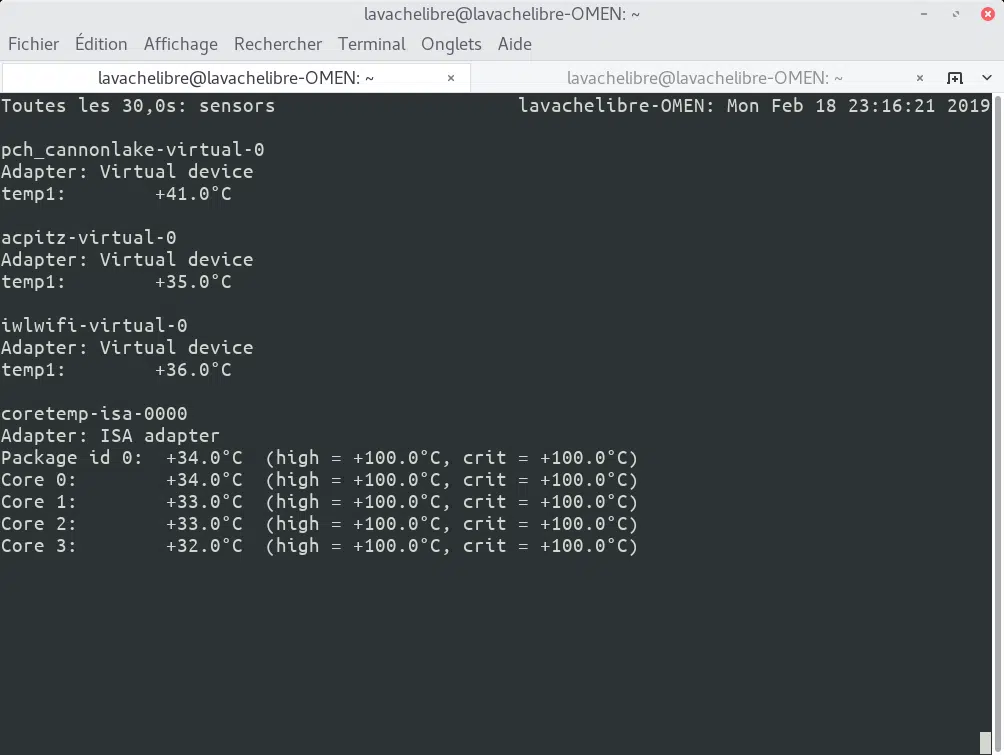 lavachelibre@lavachelibre-OMEN: ~
Fichier Édition Affichage Rechercher Terminal Onglets Aide
lavachelibre@lavachelibre-OMEN: ~ lavachelibre@lavachelibre-OMEN: ~
Toutes les 30,0s: sensors lavachelibre-OMEN: Mon Feb 18 23:16:21 2019
pch_cannonlake-virtual-0
Adapter: Virtual device
temp1: +41.0°C
acpitz-virtual-0
Adapter: Virtual device
temp1: +35.0°C
iwlwifi-virtual-0
Adapter: Virtual device
temp1: +36.0°C
coretemp-isa-0000
Adapter: ISA adapter
Package id 0: +34.0°C (high = +100.0°C, crit = +100.0°C)
Core 0: +34.0°C (high = +100.0°C, crit = +100.0°C)
Core 1: +33.0°C (high = +100.0°C, crit = +100.0°C)
Core 2: +33.0°C (high = +100.0°C, crit = +100.0°C)
Core 3: +32.0°C (high = +100.0°C, crit = +100.0°C)